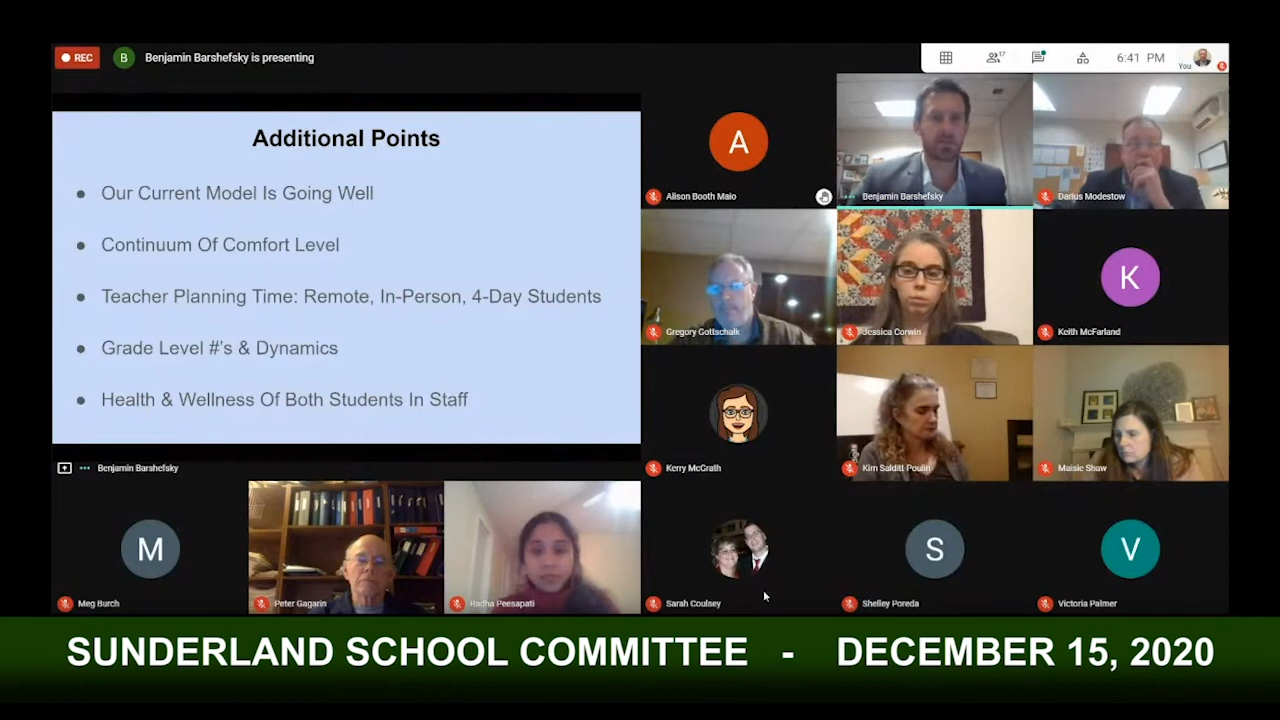 REC
B
Benjamin Barshefsky is presenting
17
6:41 PM
You
Additional Points
Our Current Model Is Going Well
Continuum Of Comfort Level
Teacher Planning Time: Remote, In-Person, 4-Day Students
Grade Level #'s & Dynamics
Health & Wellness Of Both Students In Staff
Benjamin Barshefsky
A
Alison Booth Maio
Benjamin Barshefsky
Darius Modestow
Gregory Gottschalk
Jessica Corwin
K
Keith McFarland
Kerry McGrath
Kim Salditt Poulin
Maisie Shaw
M
Meg Burch
Peter Gagarin
Radha Peesapati
Sarah Coulsey
S
Shelley Poreda
V
Victoria Palmer
SUNDERLAND SCHOOL COMMITTEE - DECEMBER 15, 2020